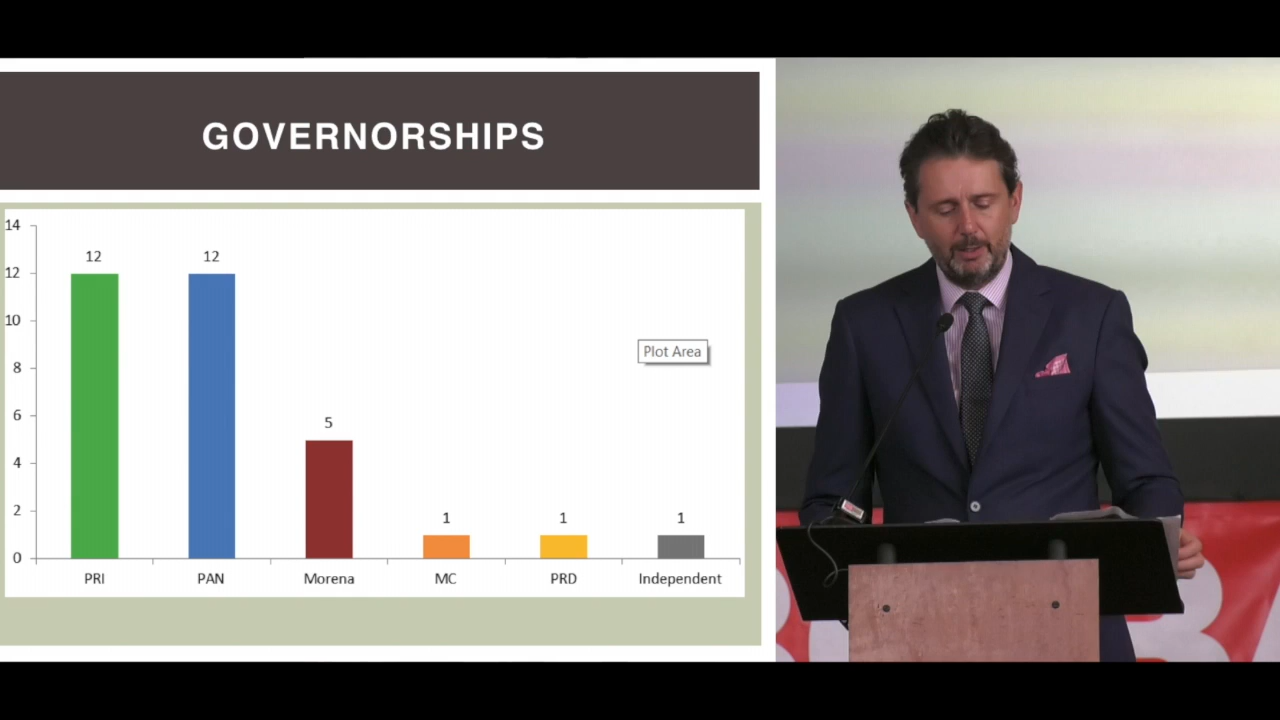 GOVERNORSHIPS
14
12
10
8
6
4
2
0
12
12
5
1
1
1
Plot Area
PRI
PAN
Morena
MC
PRD
Independent